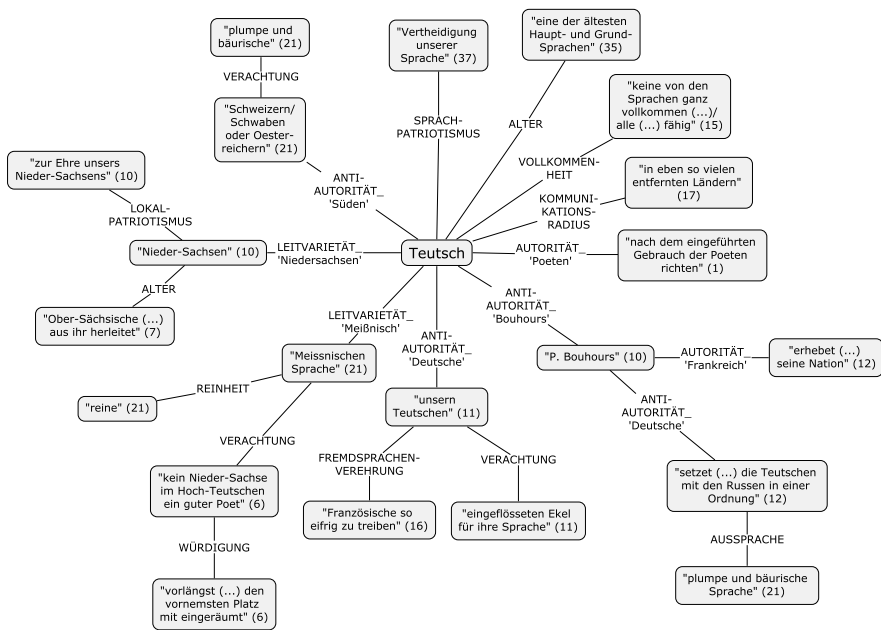 "plumpe und
bäurische" (21)
VERACHTUNG
"Schweizern/
Schwaben
oder Oester-
reichern" (21)
ANTI-
AUTORITÄT_
'Süden'
"Vertheidigung
unserer
Sprache" (37)
SPRACH-
PATRIOTISMUS
"eine der ältesten
Haupt- und Grund-
Sprachen" (35)
ALTER
"keine von den
Sprachen ganz
vollkommen (...)/
alle (...) fähig" (15)
VOLLKOMMEN-
HEIT
"in eben so vielen
entfernten Ländern"
(17)
KOMMUNI-
KATIONS-
RADIUS
"zur Ehre unsers
Nieder-Sachsens" (10)
LOKAL-
PATRIOTISMUS
"Nieder-Sachsen" (10)
LEITVARIETÄT_
'Niedersachsen'
Teutsch
AUTORITÄT_
'Poeten'
"nach dem eingeführten
Gebrauch der Poeten
richten" (1)
ALTER
"Ober-Sächsische (...)
aus ihr herleitet" (7)
LEITVARIETÄT_
'Meißnisch'
"Meissnischen
Sprache" (21)
REINHEIT
"reine" (21)
VERACHTUNG
"kein Nieder-Sachse
im Hoch-Teutschen
ein guter Poet" (6)
WÜRDIGUNG
"vorlängst (...) den
vornemsten Platz
mit eingeräumt" (6)
ANTI-
AUTORITÄT_
'Deutsche'
"unsern
Teutschen" (11)
FREMDSPRACHEN-
VEREHRUNG
"Französische so
eifrig zu treiben" (16)
VERACHTUNG
"eingeflössten Ekel
für ihre Sprache" (11)
ANTI-
AUTORITÄT_
'Bouhours'
"P. Bouhours" (10)
AUTORITÄT_
'Frankreich'
"erhebet (...)
seine Nation" (12)
ANTI-
AUTORITÄT_
'Deutsche'
"setzet (...) die Teutschen
mit den Russen in einer
Ordnung" (12)
AUSSPRACHE
"plumpe und bäurische
Sprache" (21)